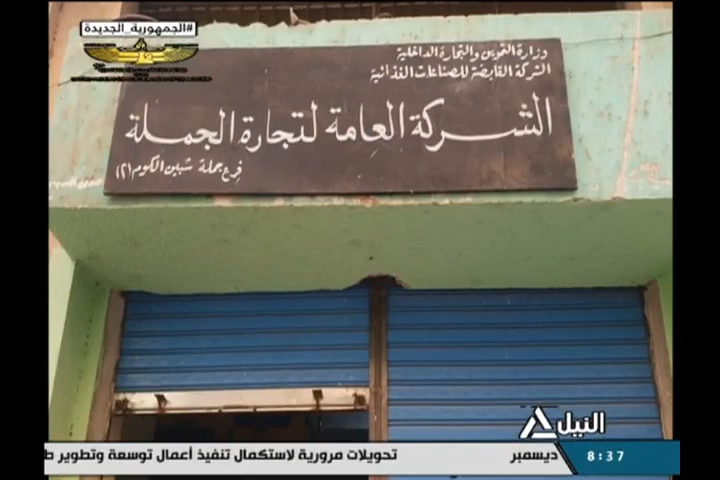 #الجمهورية_الجديدة
وزارة التموين والتجارة الداخلية
الشركة القابضة للصناعات الغذائية
الشركة العامة لتجارة الجملة
فرع جملة شبين الكوم (٢)
النيل
8:37
ديسمبر
تحويلات مرورية لاستكمال تنفيذ أعمال توسعة وتطوير ط